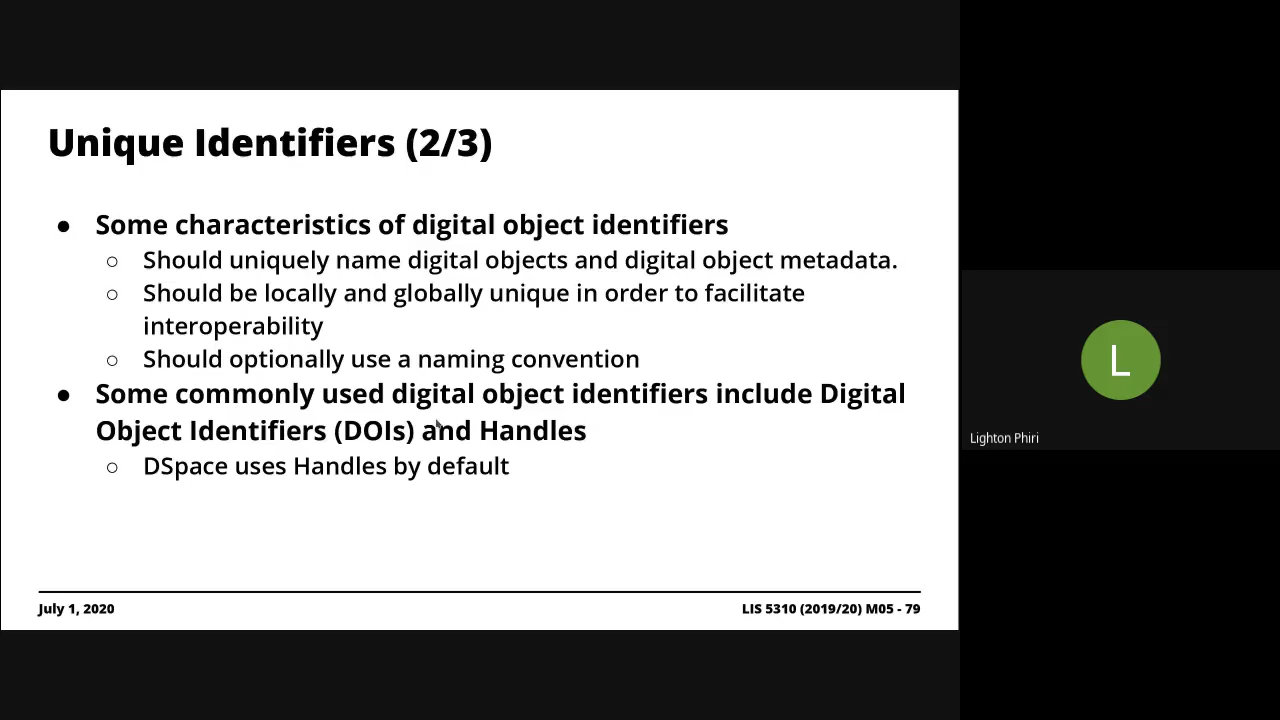 Unique Identifiers (2/3)
● Some characteristics of digital object identifiers
○ Should uniquely name digital objects and digital object metadata.
○ Should be locally and globally unique in order to facilitate
interoperability
○ Should optionally use a naming convention
● Some commonly used digital object identifiers include Digital
Object Identifiers (DOIs) and Handles
○ DSpace uses Handles by default
July 1, 2020
LIS 5310 (2019/20) M05 - 79
L
Lighton Phiri